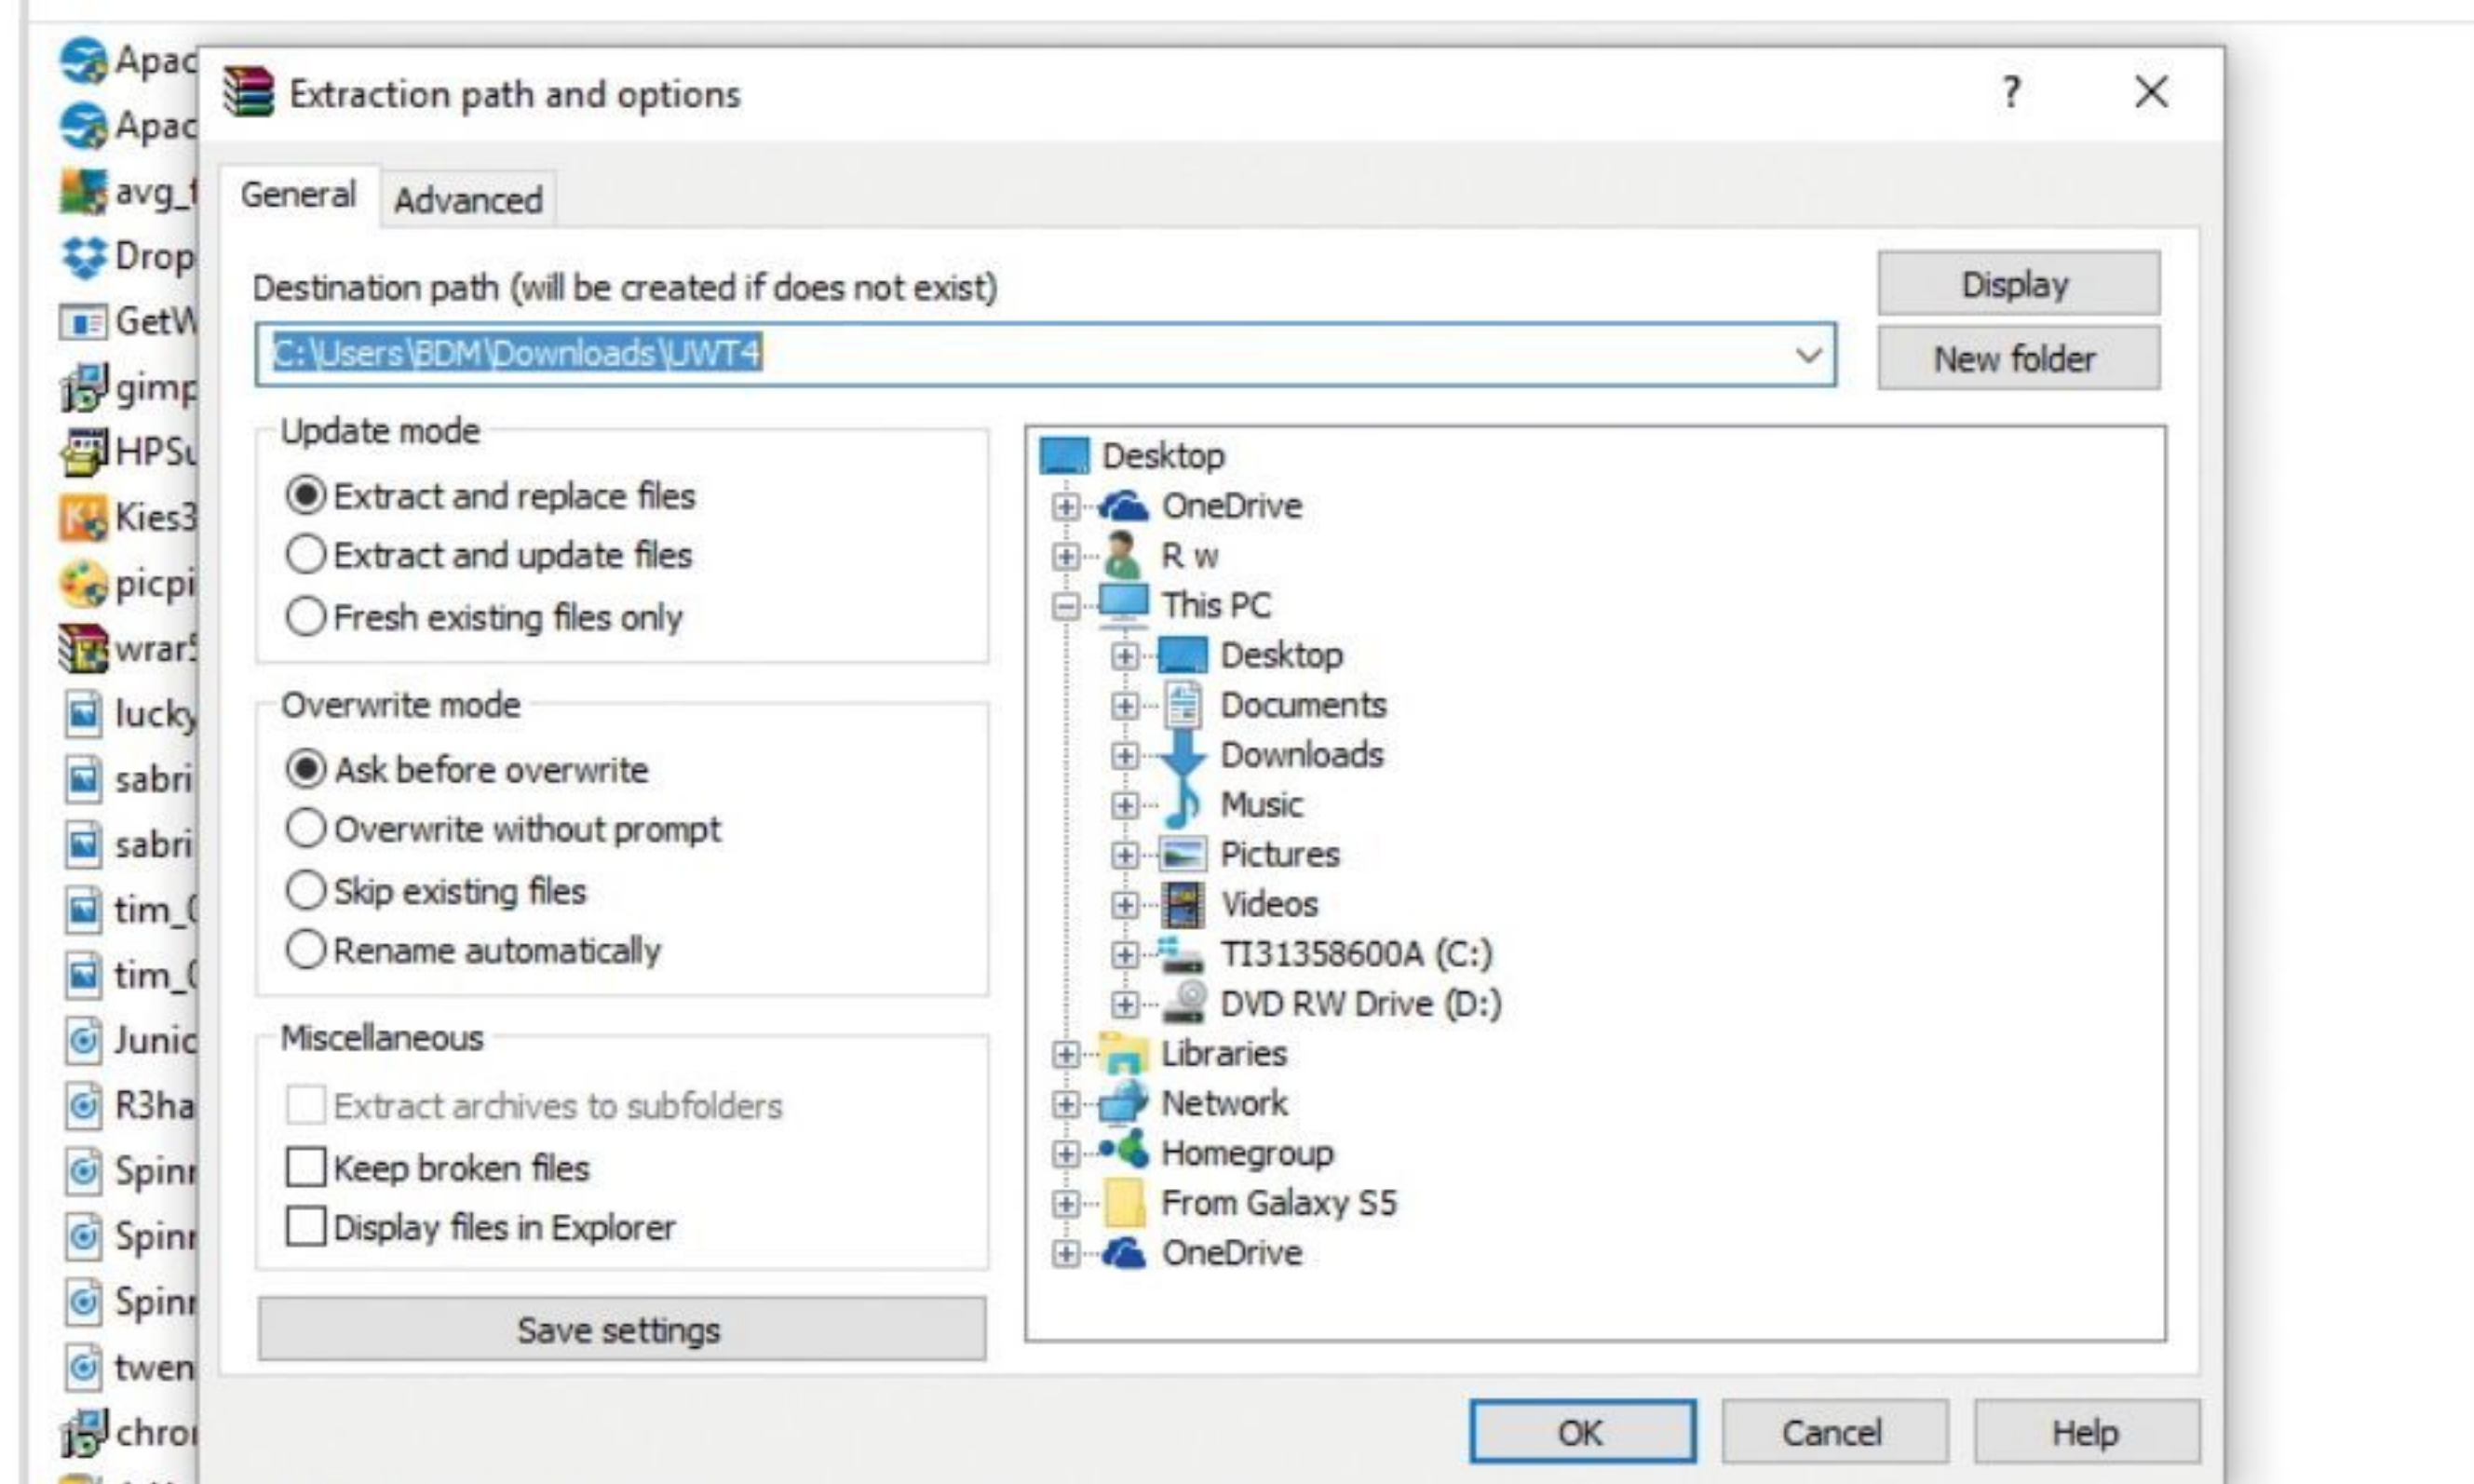 Apac
Apac
avg_f
Drop
GetW
gimp
HPSu
Kies3
picpi
wrar5
lucky
sabri
sabri
tim_0
tim_0
Junic
R3ha
Spinr
Spinr
Spinr
twen
chror
Extraction path and options
?
General Advanced
Destination path (will be created if does not exist)
C:\Users\BDM\Downloads\UWT4
Display
New folder
Update mode
Extract and replace files
Extract and update files
Fresh existing files only
Overwrite mode
Ask before overwrite
Overwrite without prompt
Skip existing files
Rename automatically
Miscellaneous
Extract archives to subfolders
Keep broken files
Display files in Explorer
Save settings
Desktop
OneDrive
R w
This PC
Desktop
Documents
Downloads
Music
Pictures
Videos
TI31358600A (C:)
DVD RW Drive (D:)
Libraries
Network
Homegroup
From Galaxy S5
OneDrive
OK Cancel Help